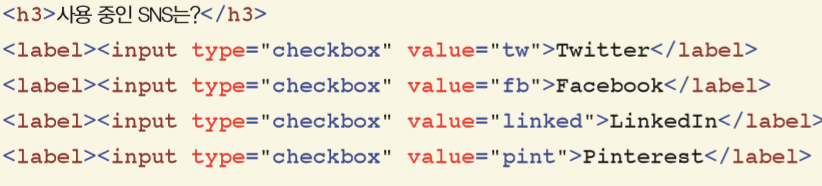 <h3>사용 중인 SNS는?</h3>
<label><input type="checkbox" value="tw">Twitter</label>
<label><input type="checkbox" value="fb">Facebook</label>
<label><input type="checkbox" value="linked">LinkedIn</label>
<label><input type="checkbox" value="pint">Pinterest</label>